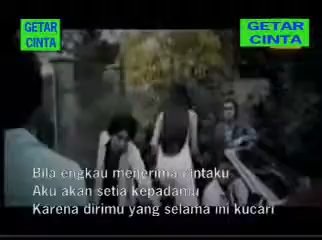 GETAR
CINTA
GETAR
CINTA
Bila engkau menerima cintaku
Aku akan setia kepadamu
Karena dirimu yang selama ini kucari